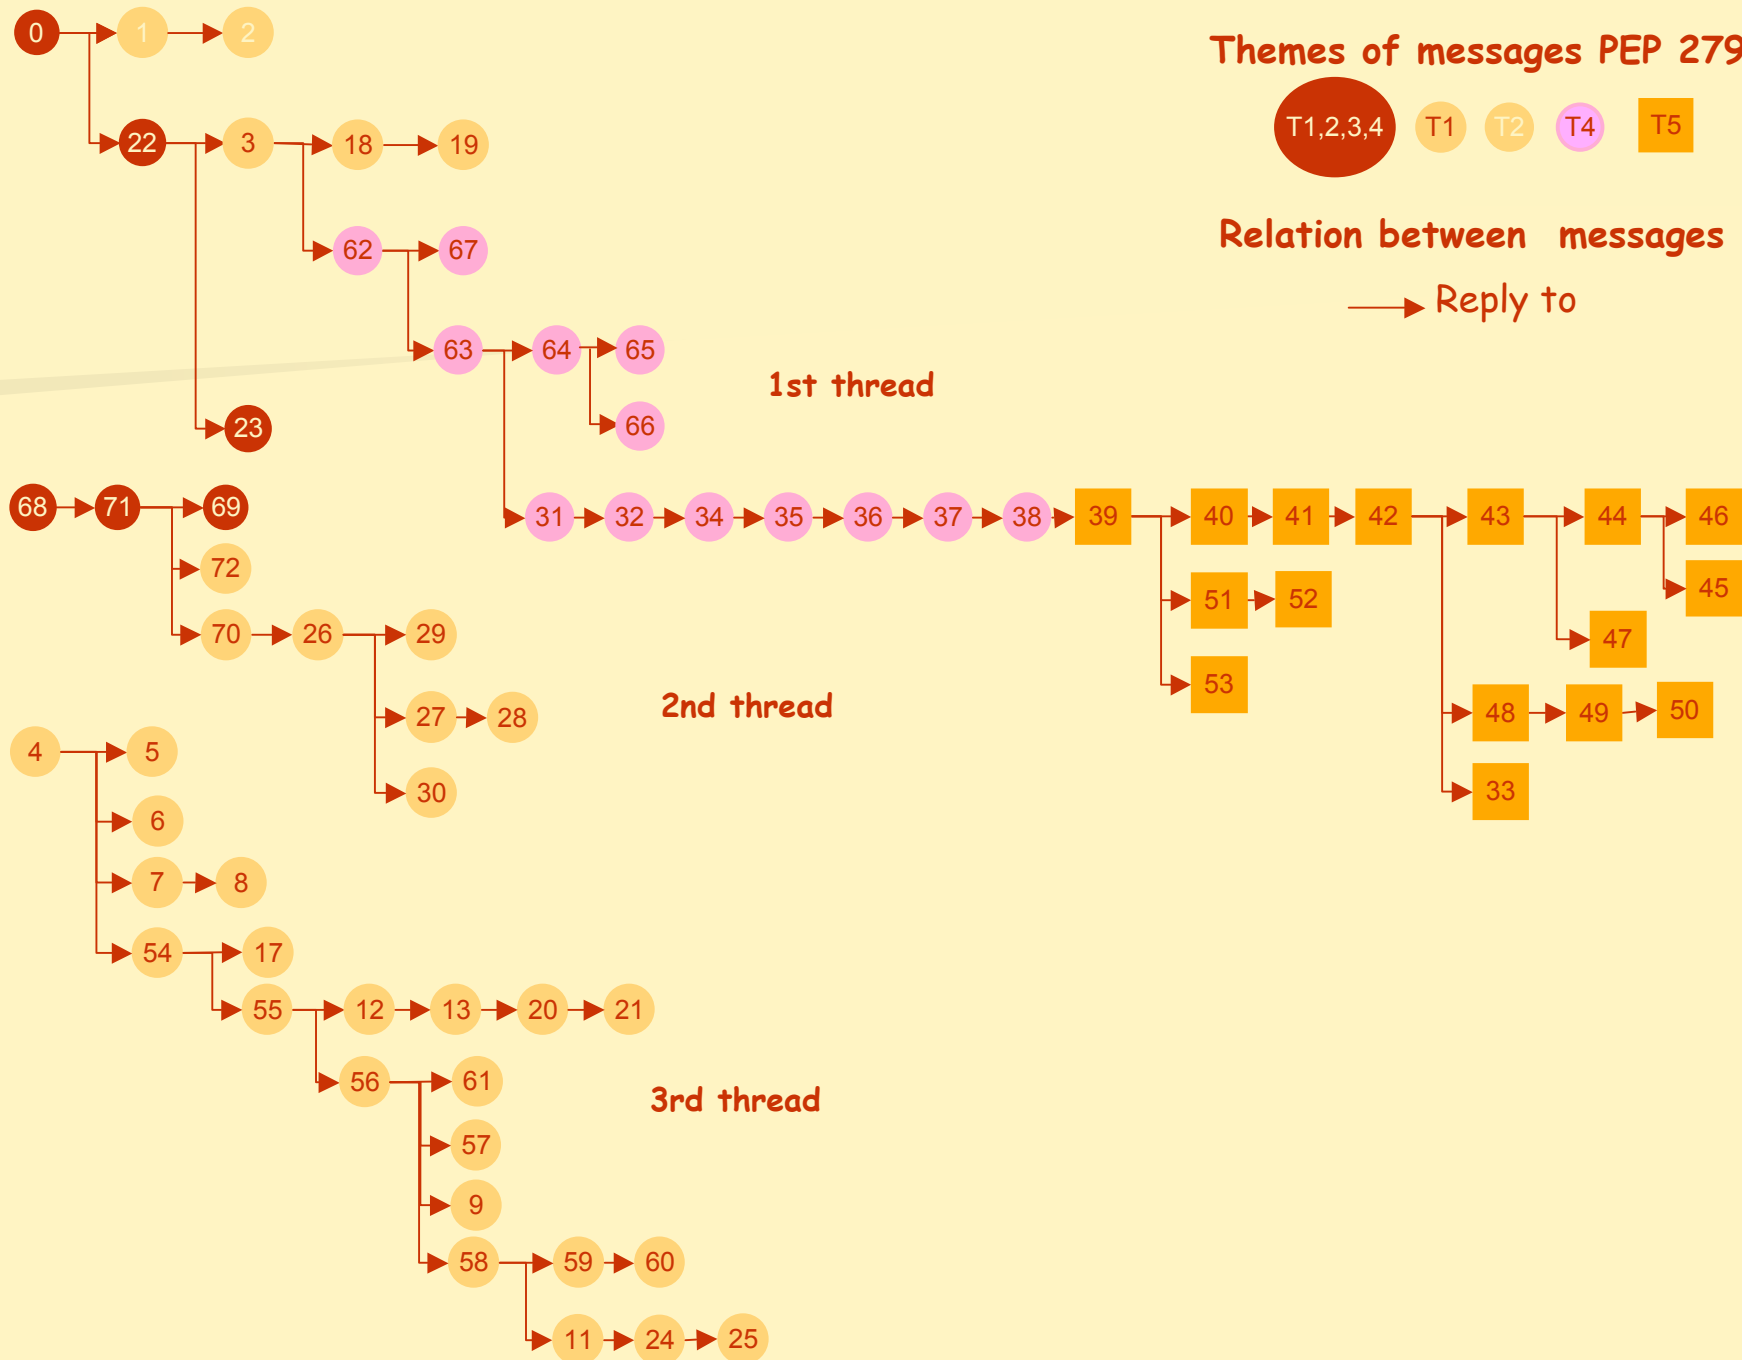 0 1 2
Themes of messages PEP 279
T1,2,3,4 T1 T2 T4 T5
22 3 18 19
62 67
Relation between messages
Reply to
63 64 65
1st thread
66
23
68 71 69
31 32 34 35 36 37 38 39 40 41 42 43 44 46
72
51 52
45
70 26 29
47
53
27 28
2nd thread
48 49 50
4 5
30
33
6
7 8
54 17
55 12 13 20 21
56 61
3rd thread
57
9
58 59 60
11 24 25